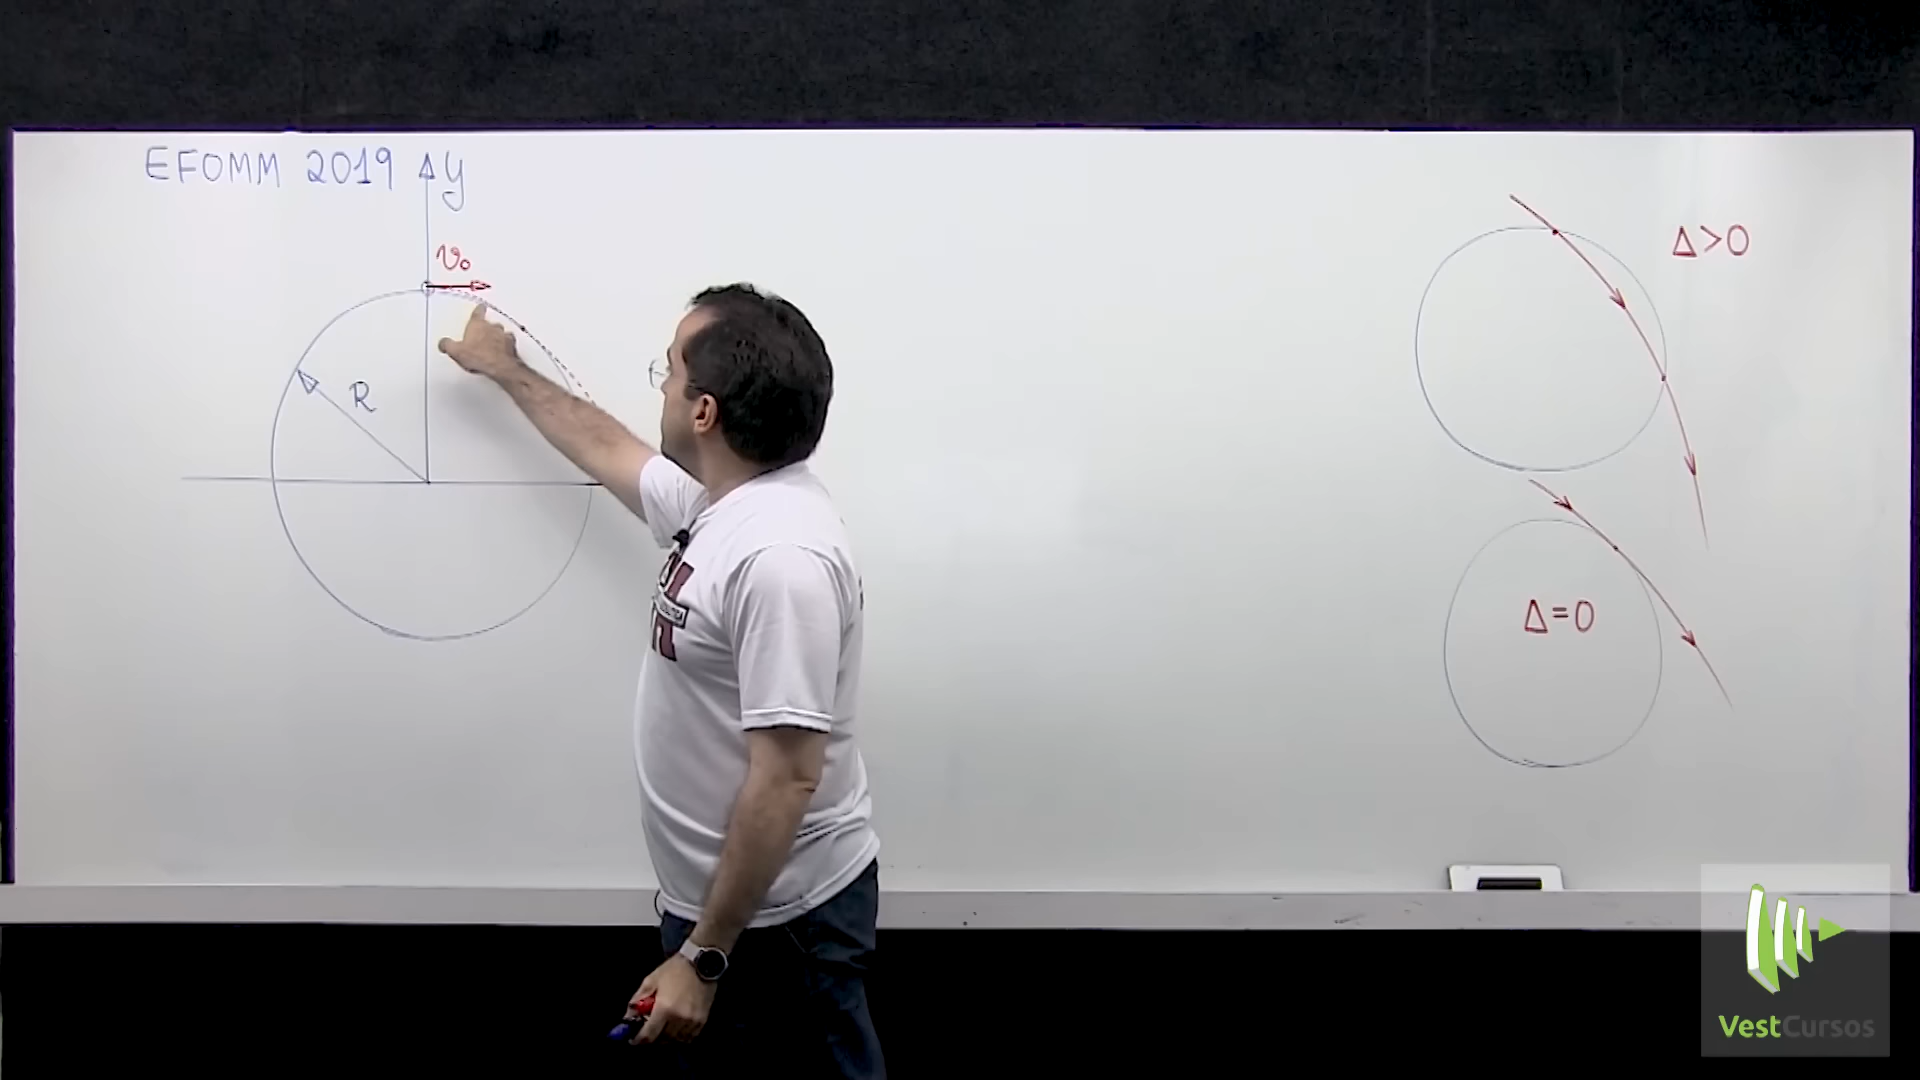 EFOMM 2019 y
v₀
R
Δ>0
Δ=0
VestCursos